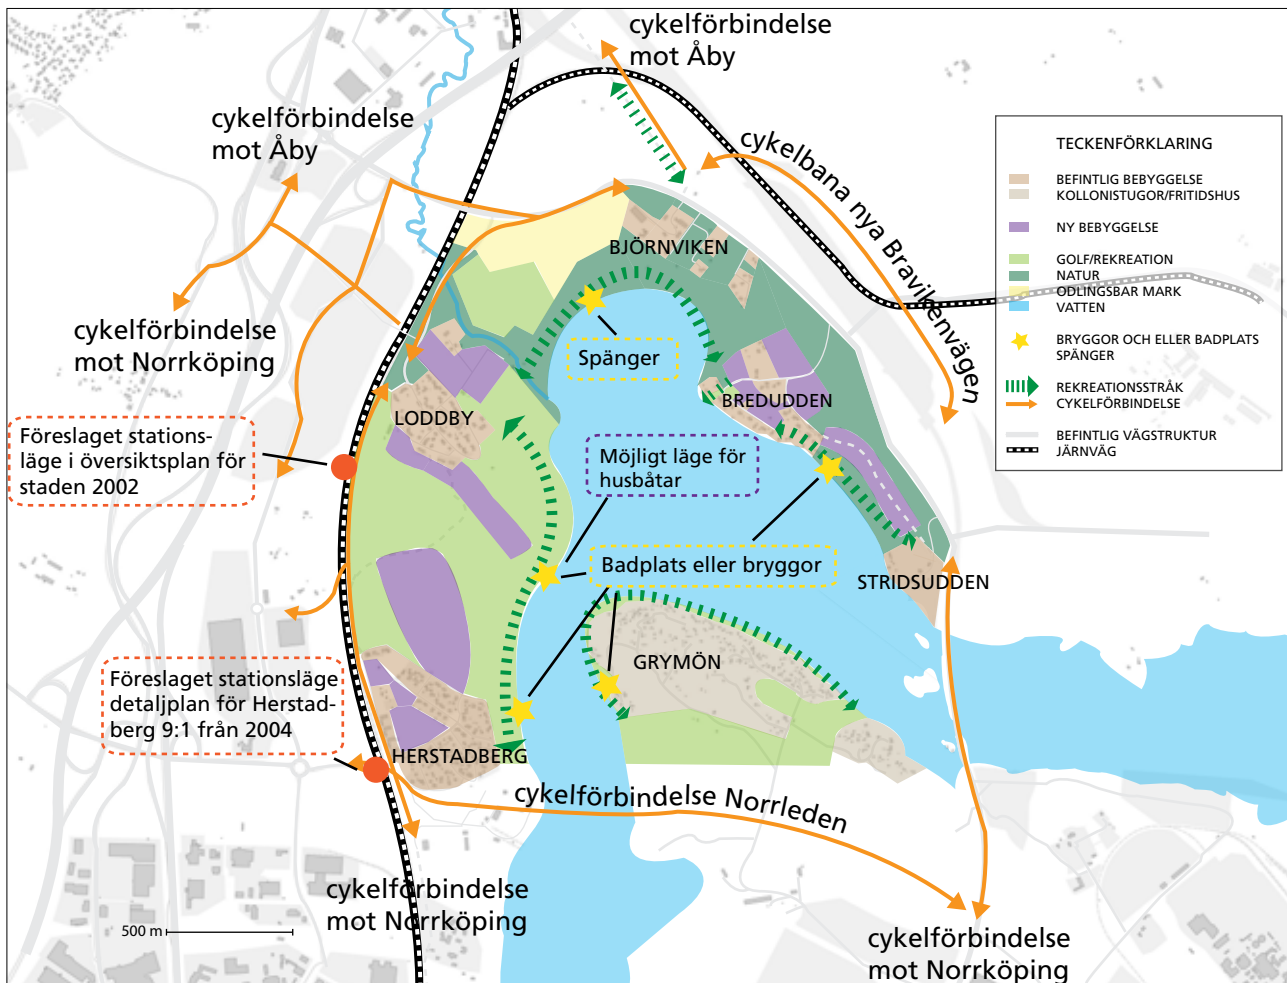 cykelförbindelse
mot Åby
cykelförbindelse
mot Åby
cykelbana nya Bravikenvägen
TECKENFÖRKLARING
BEFINTLIG BEBYGGELSE
KOLLONISTUGOR/FRITIDSHUS
NY BEBYGGELSE
GOLF/REKREATION
NATUR
ODLINGSBAR MARK
VATTEN
BRYGGOR OCH ELLER BADPLATS
SPÄNGER
REKREATIONSSTRÅK
CYKELFÖRBINDELSE
BEFINTLIG VÄGSTRUKTUR
JÄRNVÄG
BJÖRNVIKEN
cykelförbindelse
mot Norrköping
Spänger
BREDUDDEN
LODDBY
Föreslaget stations-
läge i översiktsplan för
staden 2002
Möjligt läge för
husbåtar
Badplats eller bryggor
STRIDSUDDEN
GRYMÖN
Föreslaget stationsläge
detaljplan för Herstad-
berg 9:1 från 2004
HERSTADBERG
cykelförbindelse Norrleden
cykelförbindelse
mot Norrköping
500 m
cykelförbindelse
mot Norrköping